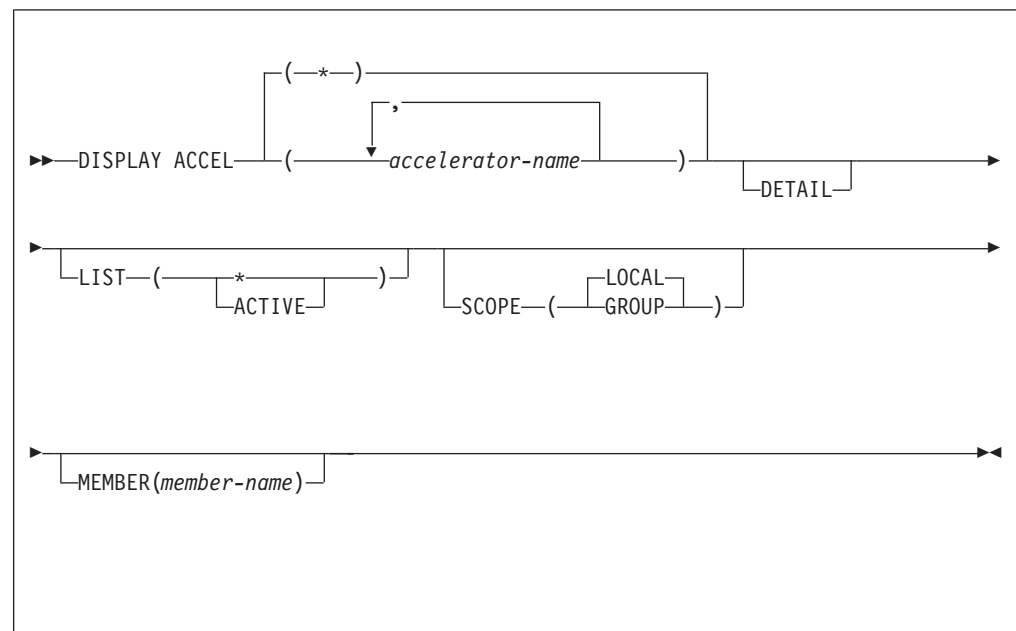 ( * )
,
DISPLAY ACCEL ( accelerator-name )
DETAIL
LIST ( * )
ACTIVE
LOCAL
SCOPE ( GROUP )
MEMBER(member-name)